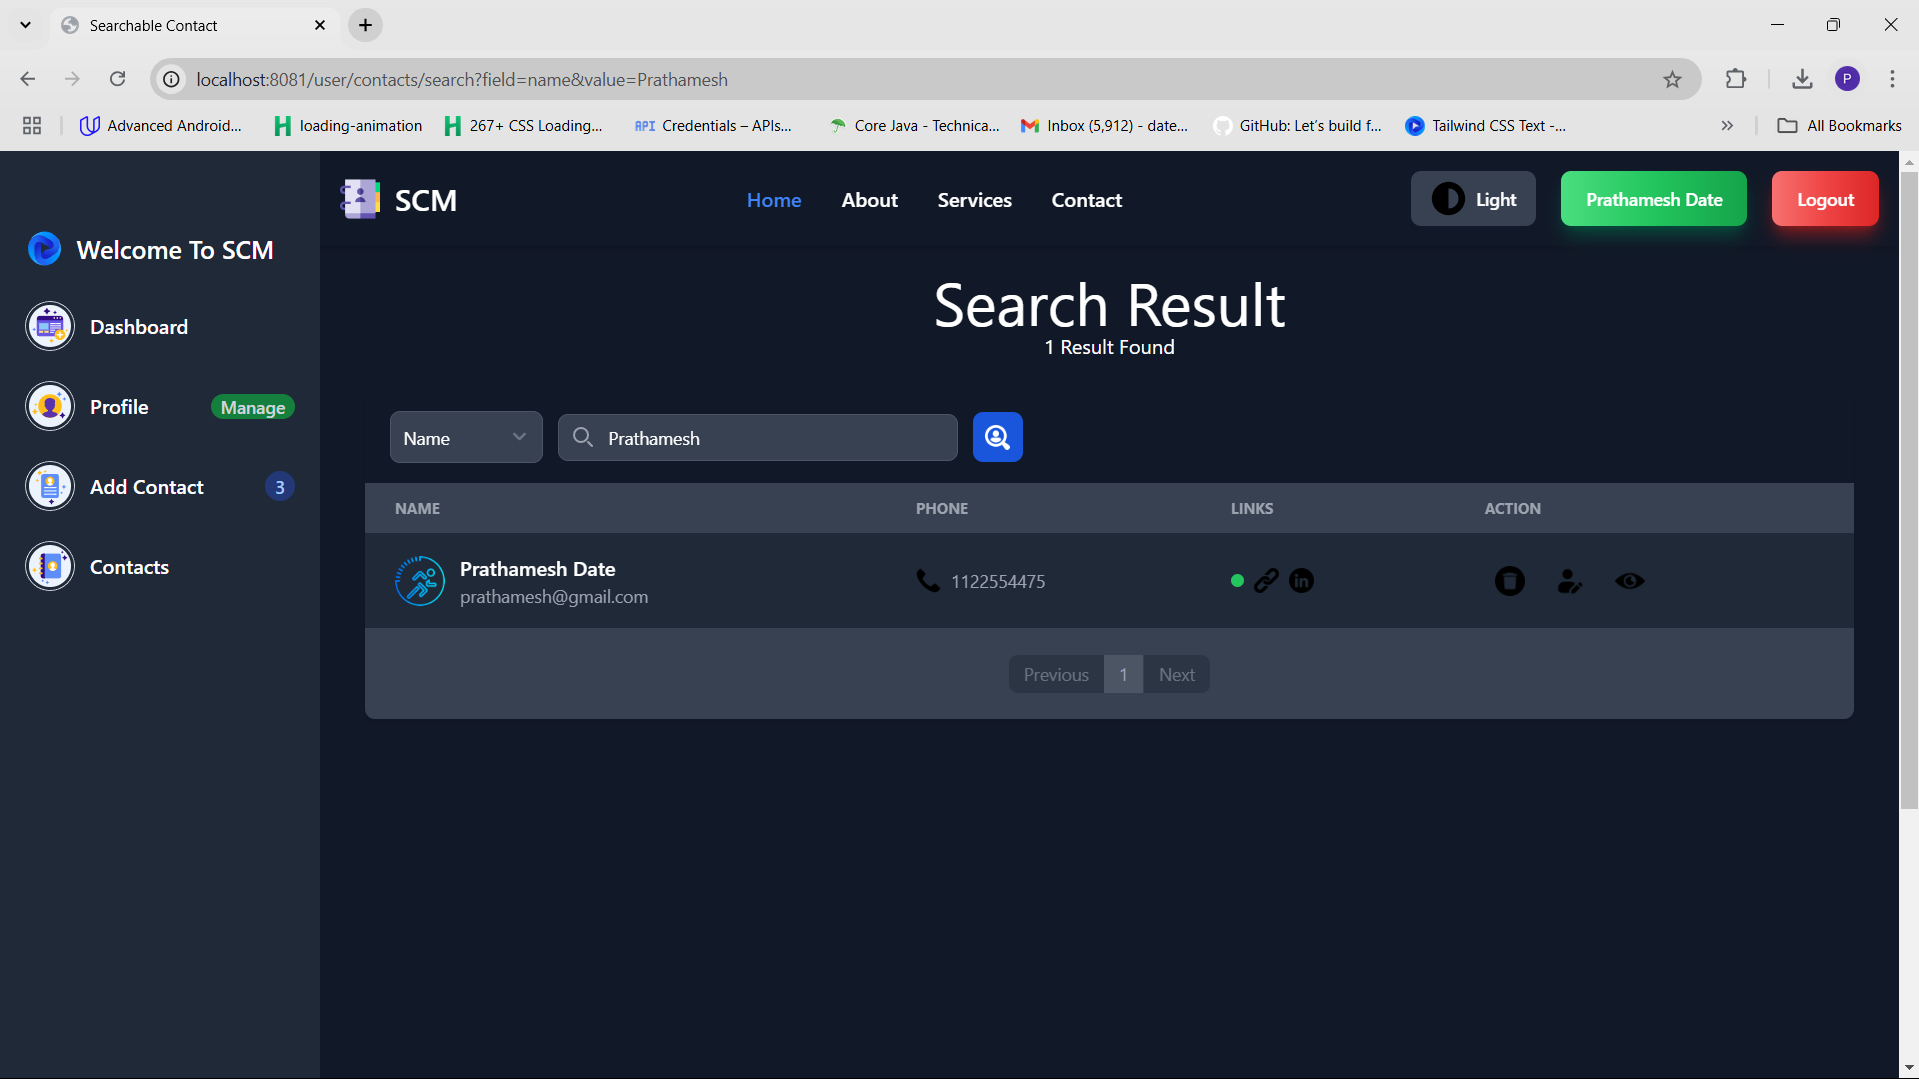 Searchable Contact
localhost:8081/user/contacts/search?field=name&value=Prathamesh
P
Advanced Android...
loading-animation
267+ CSS Loading...
API Credentials – APIs...
Core Java - Technica...
Inbox (5,912) - date...
GitHub: Let's build f...
Tailwind CSS Text -...
All Bookmarks
SCM
Home
About
Services
Contact
Light
Prathamesh Date
Logout
Welcome To SCM
Dashboard
Profile
Manage
Add Contact
3
Contacts
Search Result
1 Result Found
Name
Prathamesh
NAME
PHONE
LINKS
ACTION
Prathamesh Date
prathamesh@gmail.com
1122554475
in
Previous
1
Next